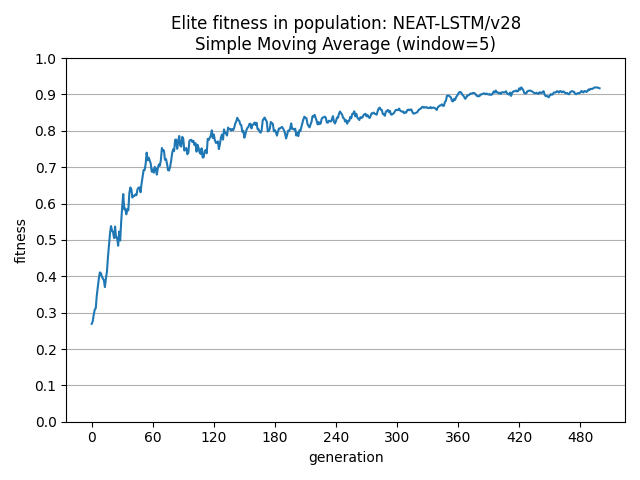 Elite fitness in population: NEAT-LSTM/v28
Simple Moving Average (window=5)
1.0
0.9
0.8
0.7
0.6
0.5
0.4
0.3
0.2
0.1
0.0
fitness
0 60 120 180 240 300 360 420 480
generation